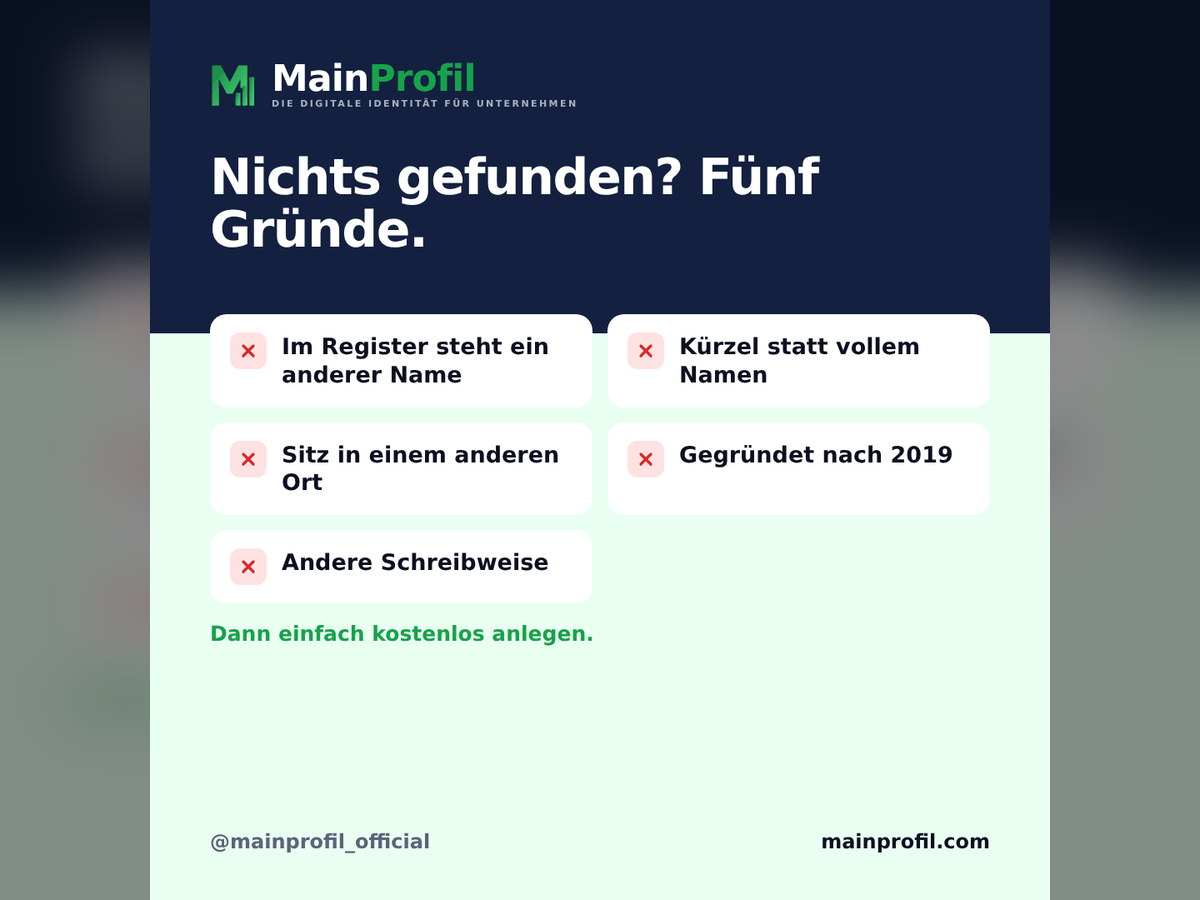 MainProfil
DIE DIGITALE IDENTITÄT FÜR UNTERNEHMEN
Nichts gefunden? Fünf
Gründe.
Im Register steht ein
anderer Name
Kürzel statt vollem
Namen
Sitz in einem anderen
Ort
Gegründet nach 2019
Andere Schreibweise
Dann einfach kostenlos anlegen.
@mainprofil_official
mainprofil.com